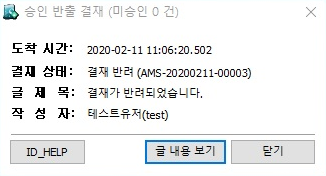 승인 반출 결재 (미승인 0 건)
도착 시간: 2020-02-11 11:06:20.502
결재 상태: 결재 반려 (AMS-20200211-00003)
글 제 목: 결재가 반려되었습니다.
작 성 자: 테스트유저(test)
ID_HELP 글 내용 보기 닫기